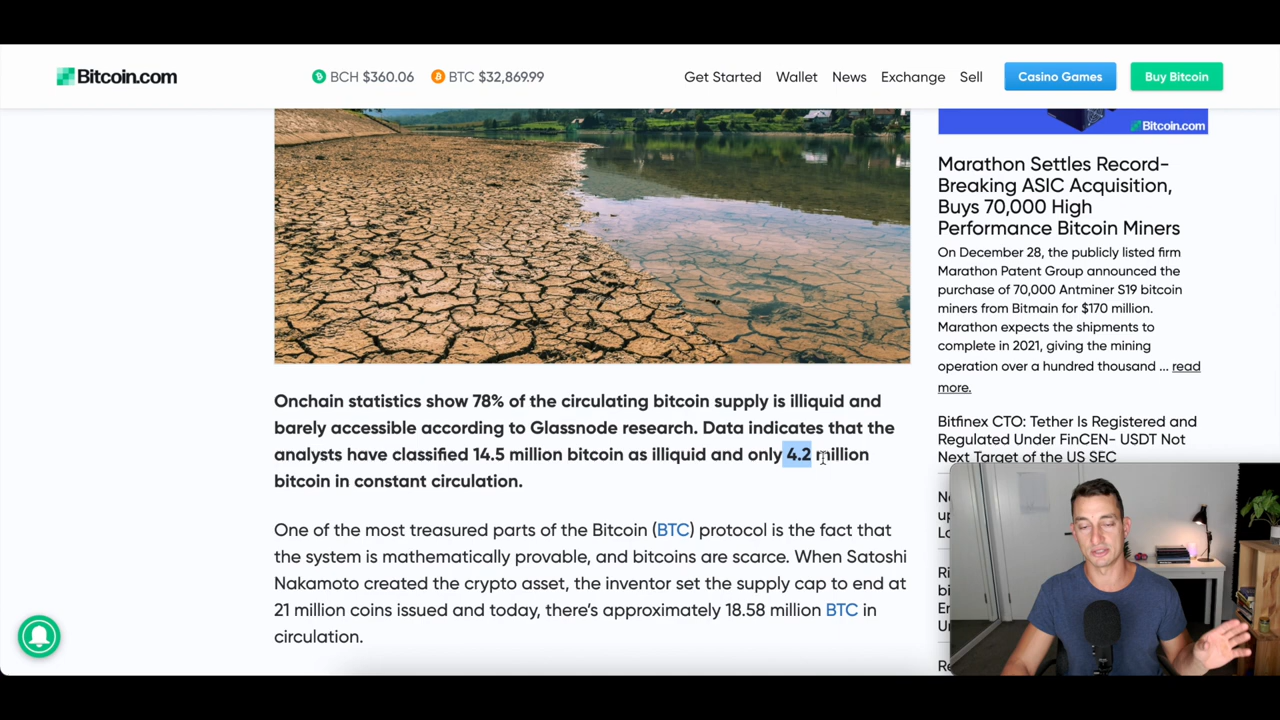 Bitcoin.com
BCH $360.06
BTC $32,869.99
Get Started
Wallet
News
Exchange
Sell
Casino Games
Buy Bitcoin
Bitcoin.com
Marathon Settles Record-
Breaking ASIC Acquisition,
Buys 70,000 High
Performance Bitcoin Miners
On December 28, the publicly listed firm
Marathon Patent Group announced the
purchase of 70,000 Antminer S19 bitcoin
miners from Bitmain for $170 million.
Marathon expects the shipments to
complete in 2021, giving the mining
operation over a hundred thousand ... read
more.
Bitfinex CTO: Tether Is Registered and
Regulated Under FinCEN- USDT Not
Next Target of the US SEC
Onchain statistics show 78% of the circulating bitcoin supply is illiquid and
barely accessible according to Glassnode research. Data indicates that the
analysts have classified 14.5 million bitcoin as illiquid and only 4.2 million
bitcoin in constant circulation.
One of the most treasured parts of the Bitcoin (BTC) protocol is the fact that
the system is mathematically provable, and bitcoins are scarce. When Satoshi
Nakamoto created the crypto asset, the inventor set the supply cap to end at
21 million coins issued and today, there's approximately 18.58 million BTC in
circulation.